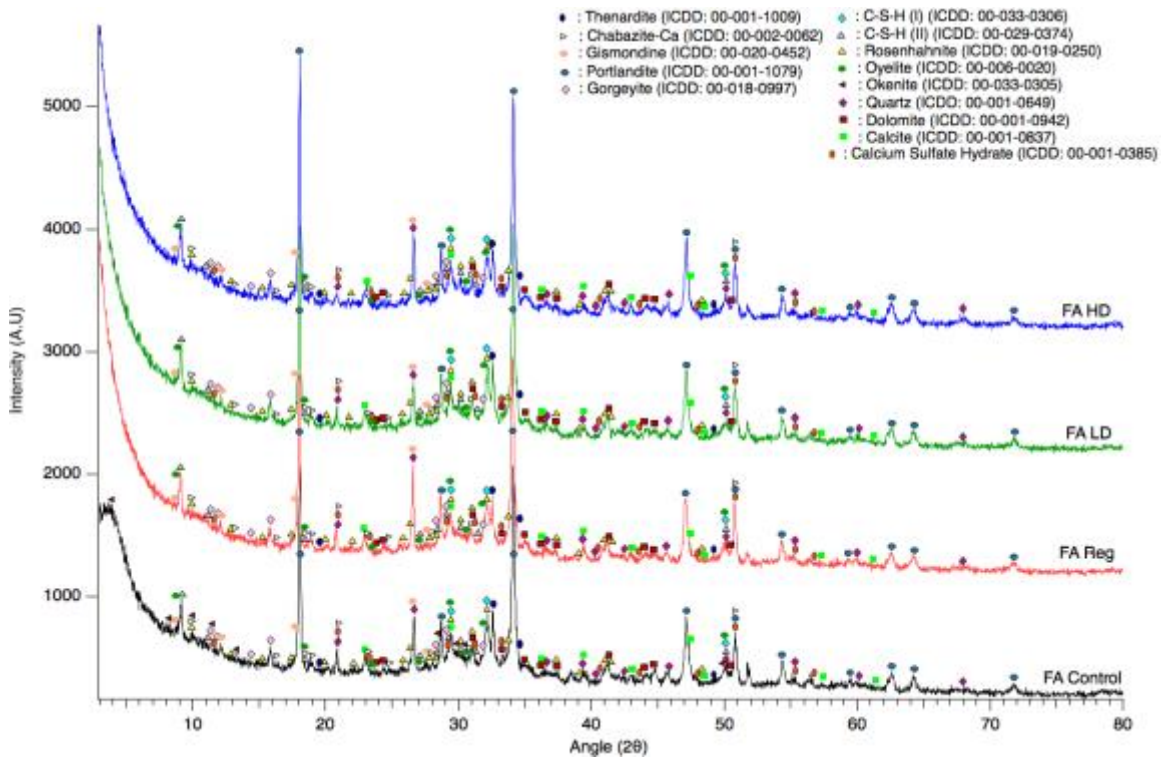 : Thenardite (ICDD: 00-001-1009)
: Chabazite-Ca (ICDD: 00-002-0062)
: Gismondine (ICDD: 00-020-0452)
: Portlandite (ICDD: 00-001-1079)
: Gorgeyite (ICDD: 00-018-0997)
: C-S-H (I) (ICDD: 00-033-0306)
: C-S-H (II) (ICDD: 00-029-0374)
: Rosenhahnite (ICDD: 00-019-0250)
: Oyelite (ICDD: 00-006-0020)
: Okenite (ICDD: 00-033-0305)
: Quartz (ICDD: 00-001-0649)
: Dolomite (ICDD: 00-001-0942)
: Calcite (ICDD: 00-001-0837)
: Calcium Sulfate Hydrate (ICDD: 00-001-0385)
Intensity (A.U)
5000
4000
3000
2000
1000
FA HD
FA LD
FA Reg
FA Control
10 20 30 40 50 60 70 80
Angle (2θ)